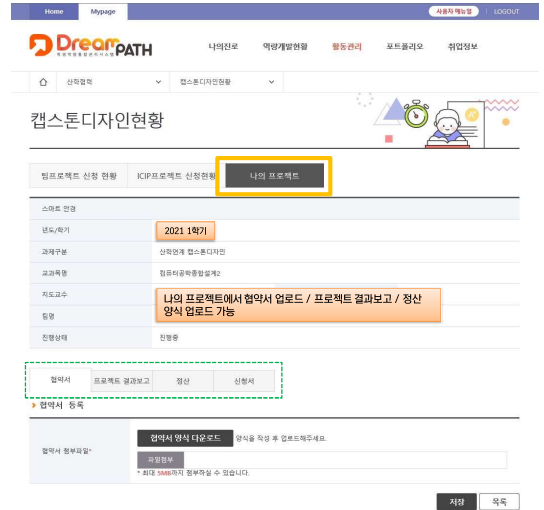 Home Mypage 사용자 매뉴얼 | LOGOUT
DreamPATH 나의진로 역량개발현황 활동관리 포트폴리오 취업정보
산학협력 캡스톤디자인현황
캡스톤디자인현황
팀프로젝트 신청 현황 ICIP프로젝트 신청현황 나의 프로젝트
스마트 안경
년도/학기 2021 1학기
과제구분 산학연계 캡스톤디자인
교과목명 컴퓨터공학종합설계2
지도교수
나의 프로젝트에서 협약서 업로드 / 프로젝트 결과보고 / 정산
양식 업로드 가능
팀명
진행상태 진행중
협약서 프로젝트 결과보고 정산 신청서
협약서 등록
협약서 첨부파일*
협약서 양식 다운로드 양식을 작성 후 업로드해주세요.
파일첨부
* 최대 5MB까지 첨부하실 수 있습니다.
저장 목록